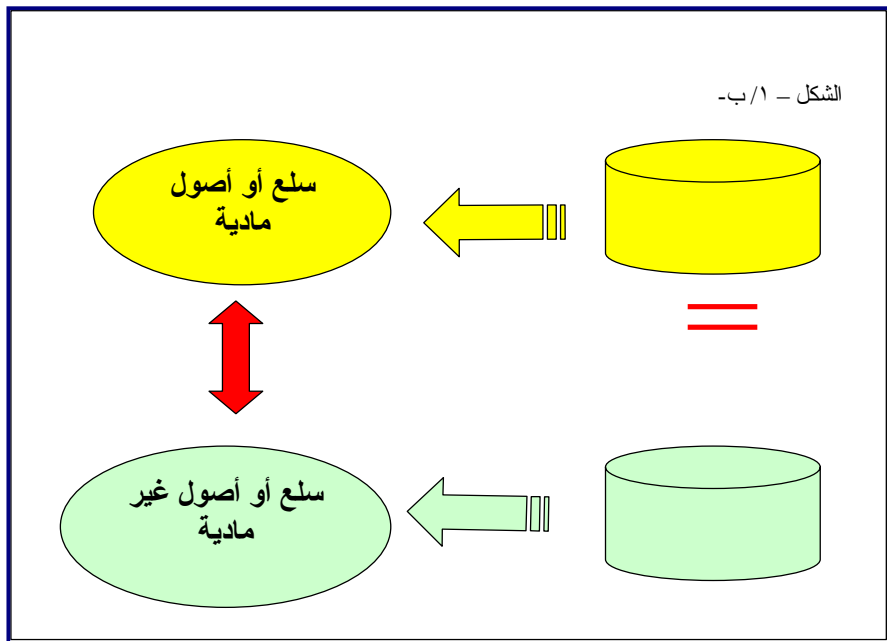 الشكل – ١/ ب-
سلع أو أصول
مادية
سلع أو أصول غير
مادية